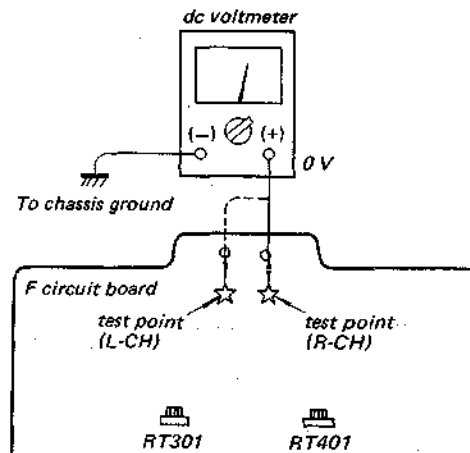 dc voltmeter
(−) (+)
0 V
To chassis ground
F circuit board
test point
(L-CH)
test point
(R-CH)
RT301
RT401